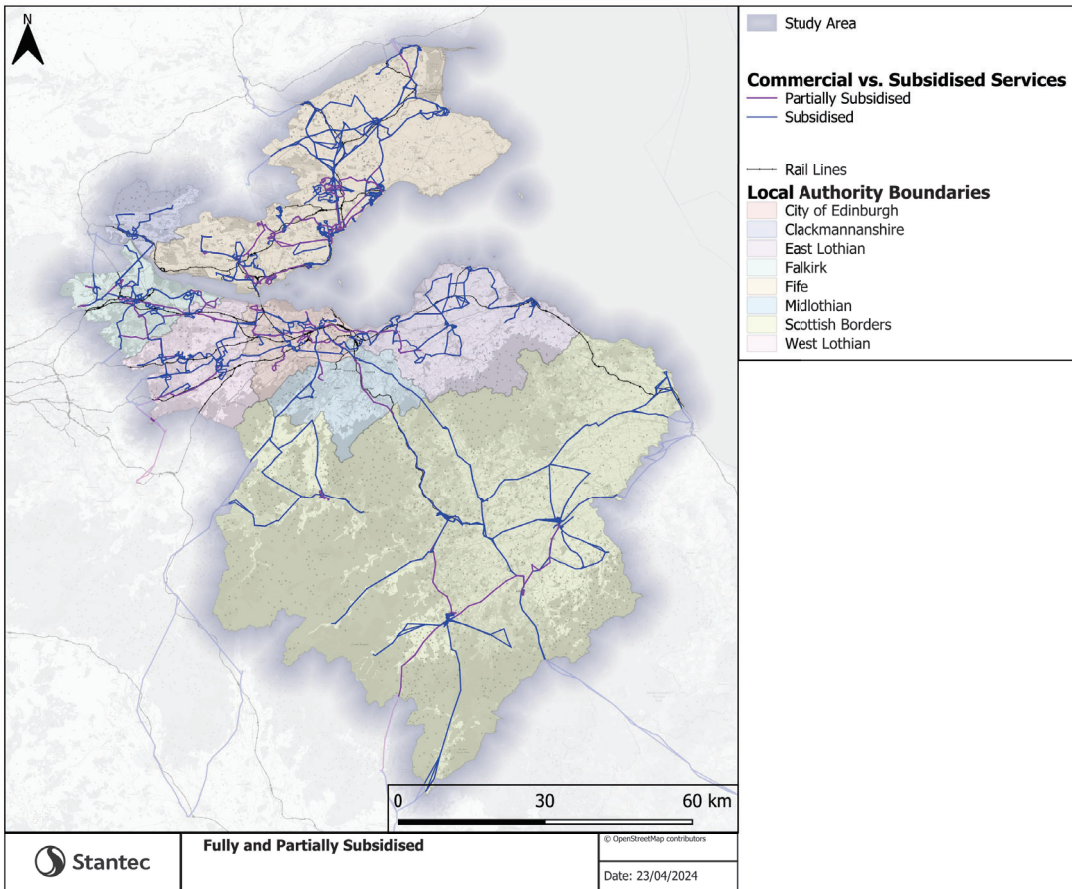 N
Study Area
Commercial vs. Subsidised Services
Partially Subsidised
Subsidised
Rail Lines
Local Authority Boundaries
City of Edinburgh
Clackmannanshire
East Lothian
Falkirk
Fife
Midlothian
Scottish Borders
West Lothian
0 30 60 km
Stantec
Fully and Partially Subsidised
© OpenStreetMap contributors
Date: 23/04/2024